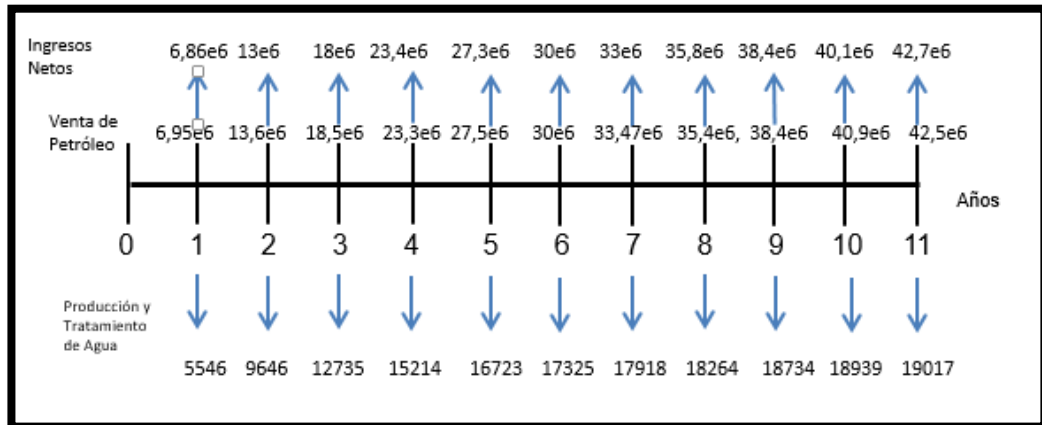 Ingresos Netos
6,86e6 13e6 18e6 23,4e6 27,3e6 30e6 33e6 35,8e6 38,4e6 40,1e6 42,7e6
Venta de Petróleo
6,95e6 13,6e6 18,5e6 23,3e6 27,5e6 30e6 33,47e6 35,4e6, 38,4e6 40,9e6 42,5e6
Años
0 1 2 3 4 5 6 7 8 9 10 11
Producción y
Tratamiento
de Agua
5546 9646 12735 15214 16723 17325 17918 18264 18734 18939 19017